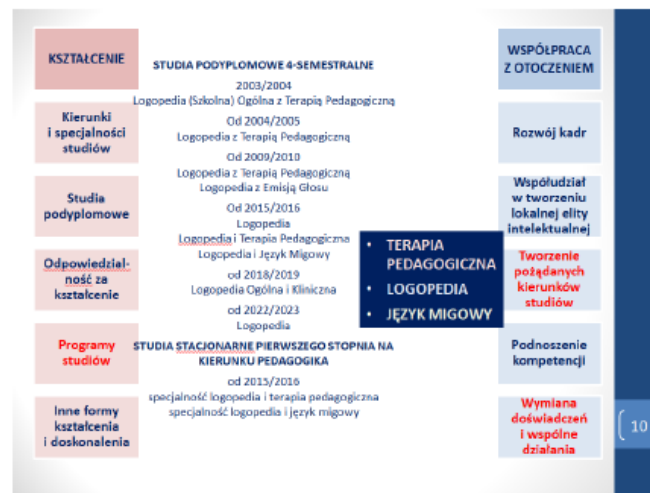 KSZTAŁCENIE
Kierunki
i specjalności
studiów
Studia
podyplomowe
Odpowiedzial-
ność za
kształcenie
Programy
studiów
Inne formy
kształcenia
i doskonalenia
STUDIA PODYPLOMOWE 4-SEMESTRALNE
2003/2004
Logopedia (Szkolna) Ogólna z Terapią Pedagogiczną
Od 2004/2005
Logopedia z Terapią Pedagogiczną
Od 2009/2010
Logopedia z Terapią Pedagogiczną
Logopedia z Emisją Głosu
Od 2015/2016
Logopedia
Logopedia i Terapia Pedagogiczna
Logopedia i Język Migowy
od 2018/2019
Logopedia Ogólna i Kliniczna
od 2022/2023
Logopedia
STUDIA STACJONARNE PIERWSZEGO STOPNIA NA
KIERUNKU PEDAGOGIKA
od 2015/2016
specjalność logopedia i terapia pedagogiczna
specjalność logopedia i język migowy
• TERAPIA
PEDAGOGICZNA
• LOGOPEDIA
• JĘZYK MIGOWY
WSPÓŁPRACA
Z OTOCZENIEM
Rozwój kadr
Współudział
w tworzeniu
lokalnej elity
intelektualnej
Tworzenie
pożądanych
kierunków
studiów
Podnoszenie
kompetencji
Wymiana
doświadczeń
i wspólne
działania
10